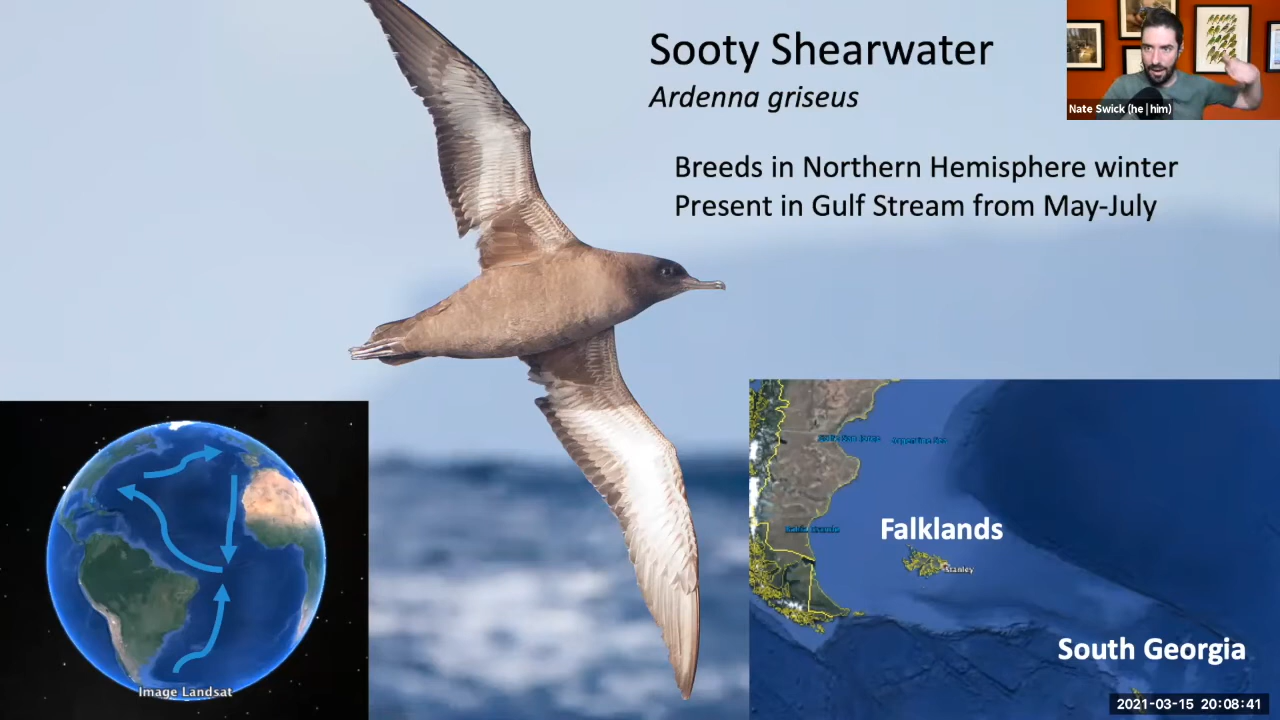 Sooty Shearwater
Ardenna griseus
Nate Swick (he|him)
Breeds in Northern Hemisphere winter
Present in Gulf Stream from May-July
Falklands
Stanley
South Georgia
Image Landsat
2021-03-15 20:08:41